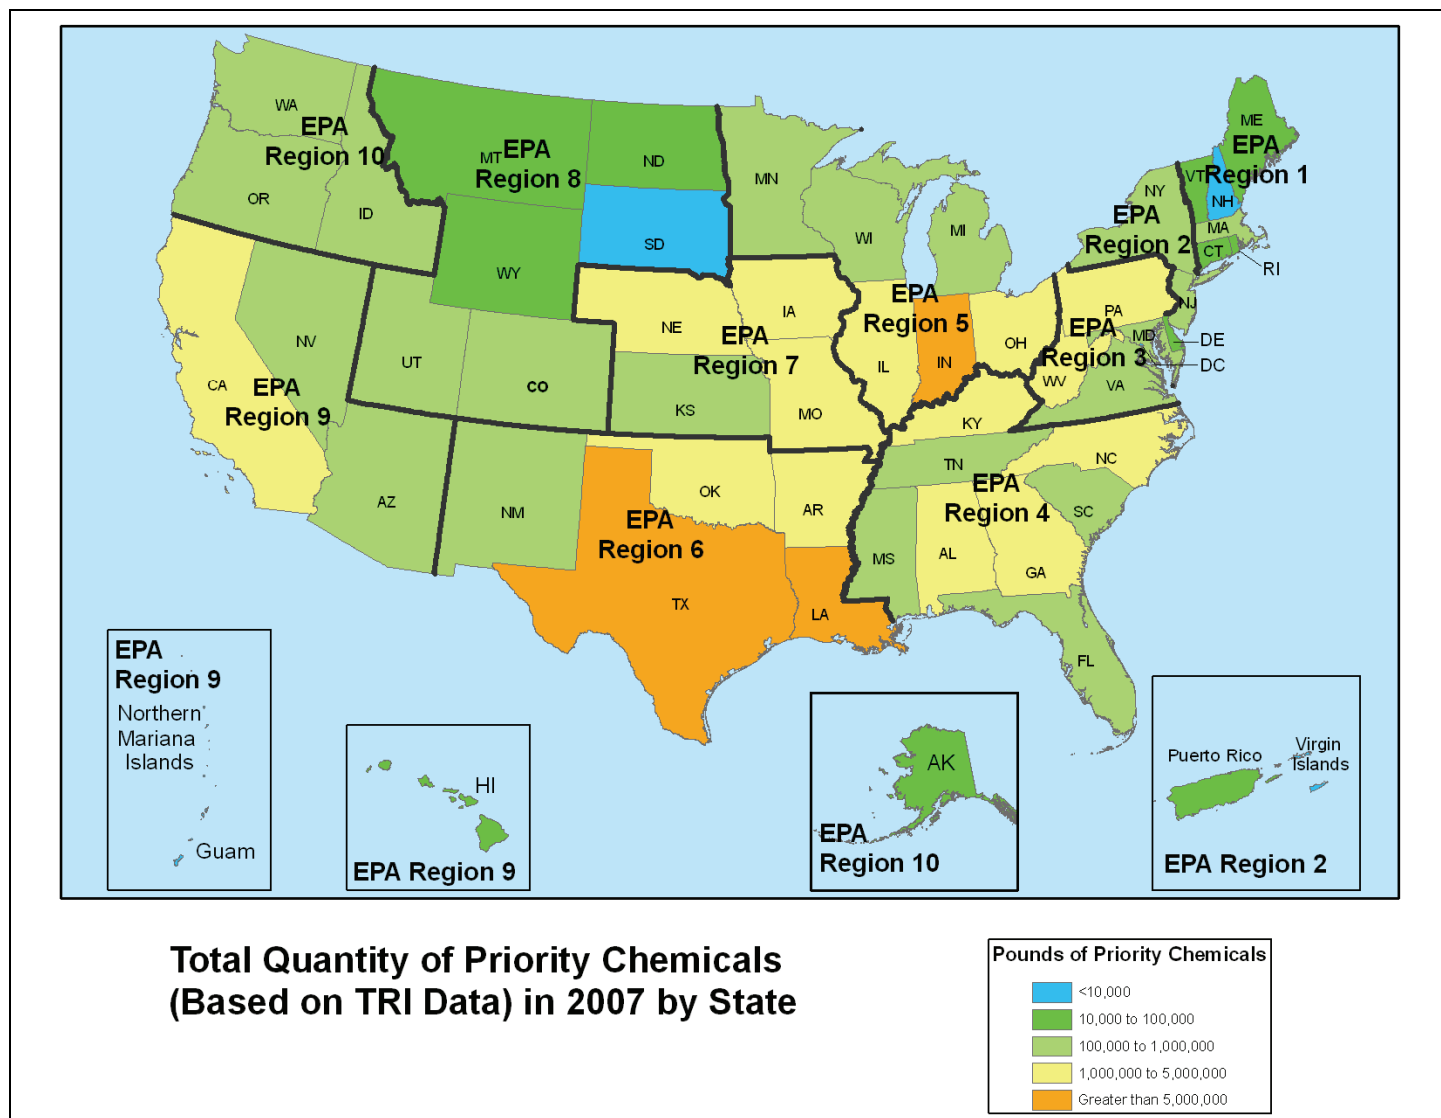 WA
EPA
Region 10
OR
ID
MT
EPA
Region 8
ND
SD
WY
MN
WI
MI
ME
EPA
Region 1
VT
NH
NY
EPA
Region 2
MA
CT
RI
NJ
PA
EPA
Region 3
MD
DE
DC
WV
VA
EPA
Region 5
IL
IN
OH
NE
IA
EPA
Region 7
KS
MO
NV
UT
CO
CA
EPA
Region 9
AZ
NM
OK
AR
EPA
Region 6
TX
LA
KY
TN
NC
EPA
Region 4
SC
MS
AL
GA
FL
EPA
Region 9
Northern
Mariana
Islands
Guam
HI
EPA Region 9
AK
EPA
Region 10
Puerto Rico
Virgin
Islands
EPA Region 2
Total Quantity of Priority Chemicals
(Based on TRI Data) in 2007 by State
Pounds of Priority Chemicals
<10,000
10,000 to 100,000
100,000 to 1,000,000
1,000,000 to 5,000,000
Greater than 5,000,000